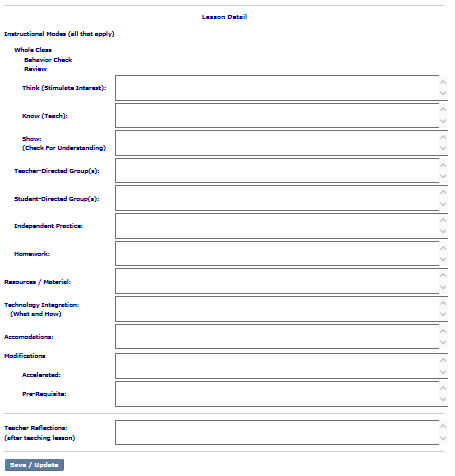 Lesson Detail
Instructional Modes (all that apply)
Whole Class
Behavior Check
Review
Think (Stimulate Interest):
Know (Teach):
Show:
(Check For Understanding)
Teacher-Directed Group(s):
Student-Directed Group(s):
Independent Practice:
Homework:
Resources / Material:
Technology Integration:
(What and How)
Accomodations:
Modifications
Accelerated:
Pre-Requisite:
Teacher Reflections:
(after teaching lesson)
Save / Update